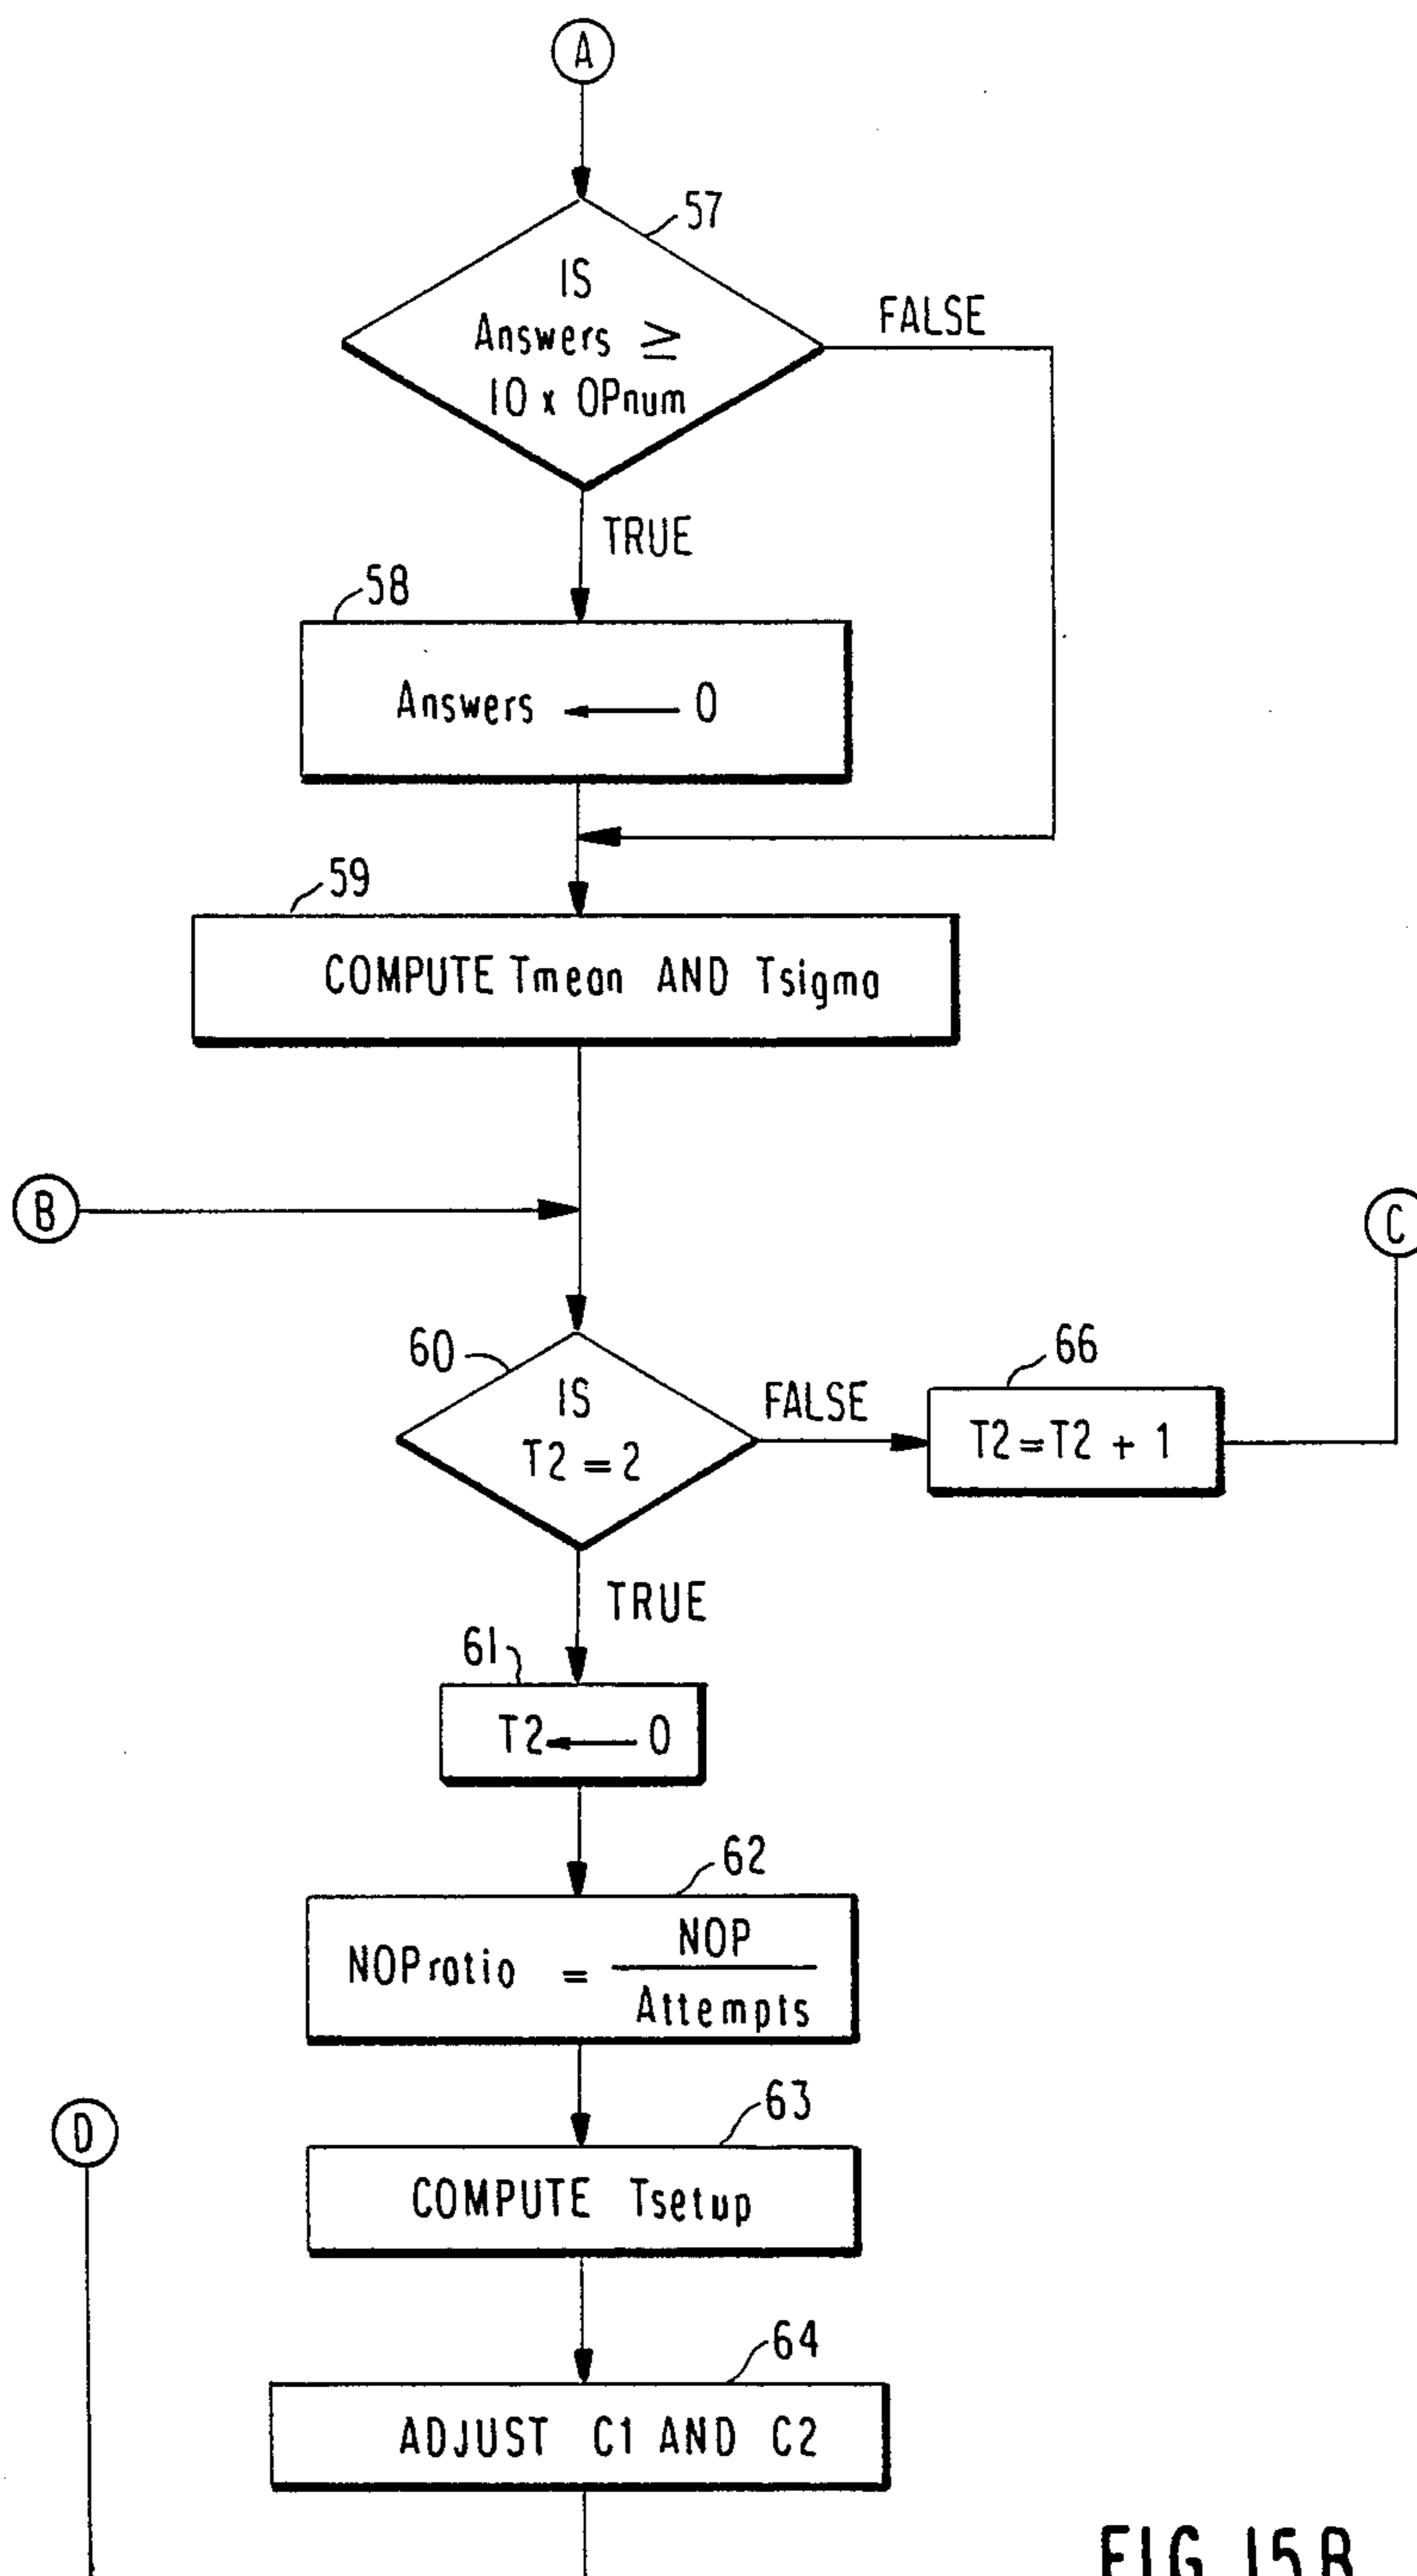 A
57
IS
Answers ≥
10 x OPnum
FALSE
TRUE
58
Answers ← 0
59
COMPUTE Tmean AND Tsigma
B
C
60
IS
T2 = 2
FALSE
66
T2=T2 + 1
TRUE
61
T2 ← 0
62
NOPratio = NOP
Attempts
63
D
COMPUTE Tsetup
64
ADJUST C1 AND C2
FIG 15B